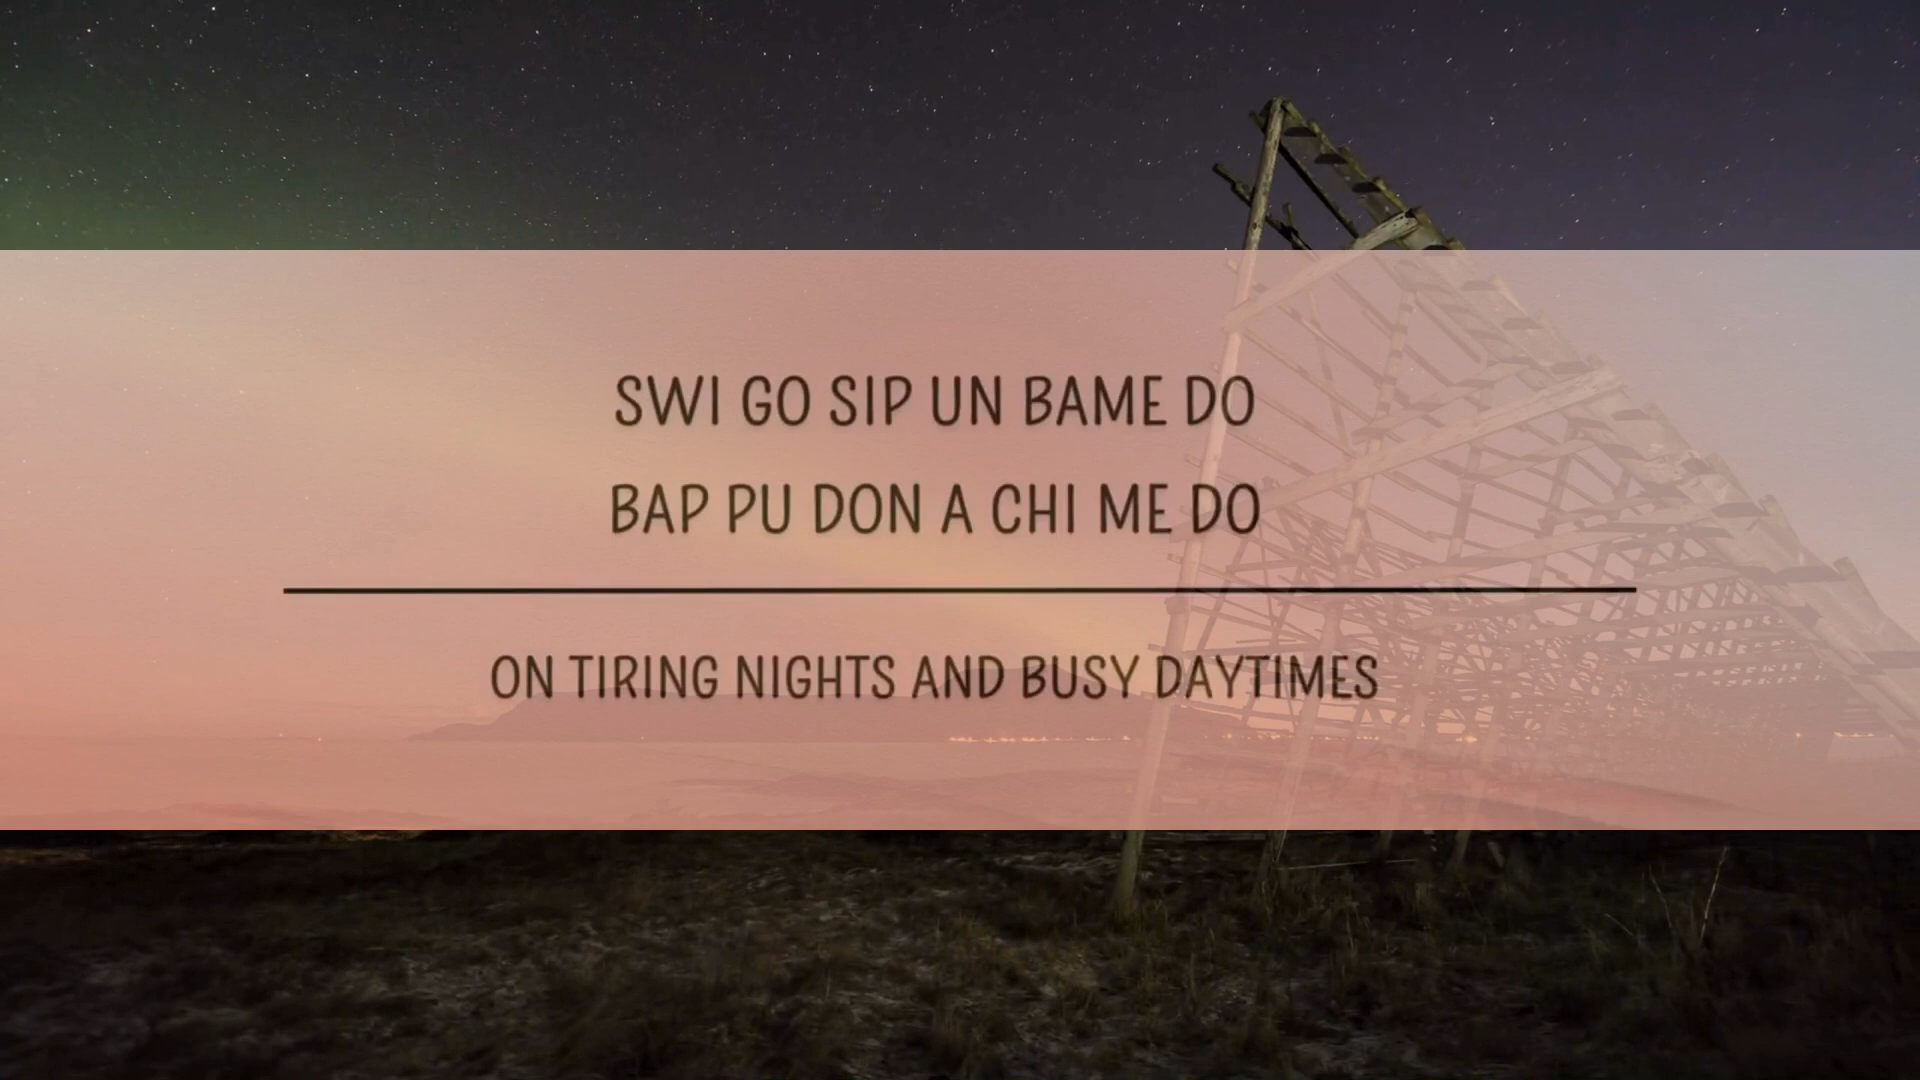 SWI GO SIP UN BAME DO
BAP PU DON A CHI ME DO
ON TIRING NIGHTS AND BUSY DAYTIMES